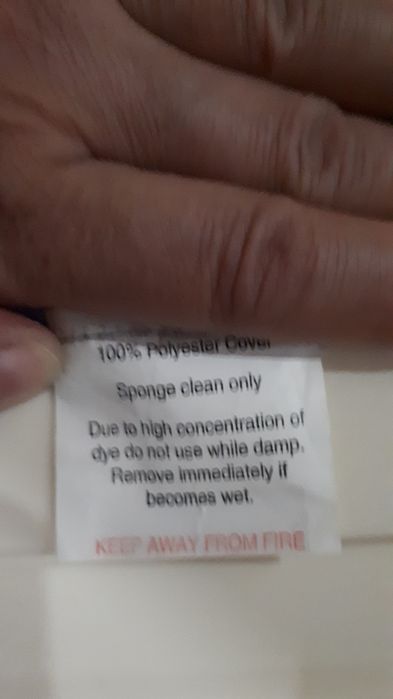 100% Polyester Cover
Sponge clean only
Due to high concentration of
dye do not use while damp.
Remove immediately if
becomes wet.
KEEP AWAY FROM FIRE